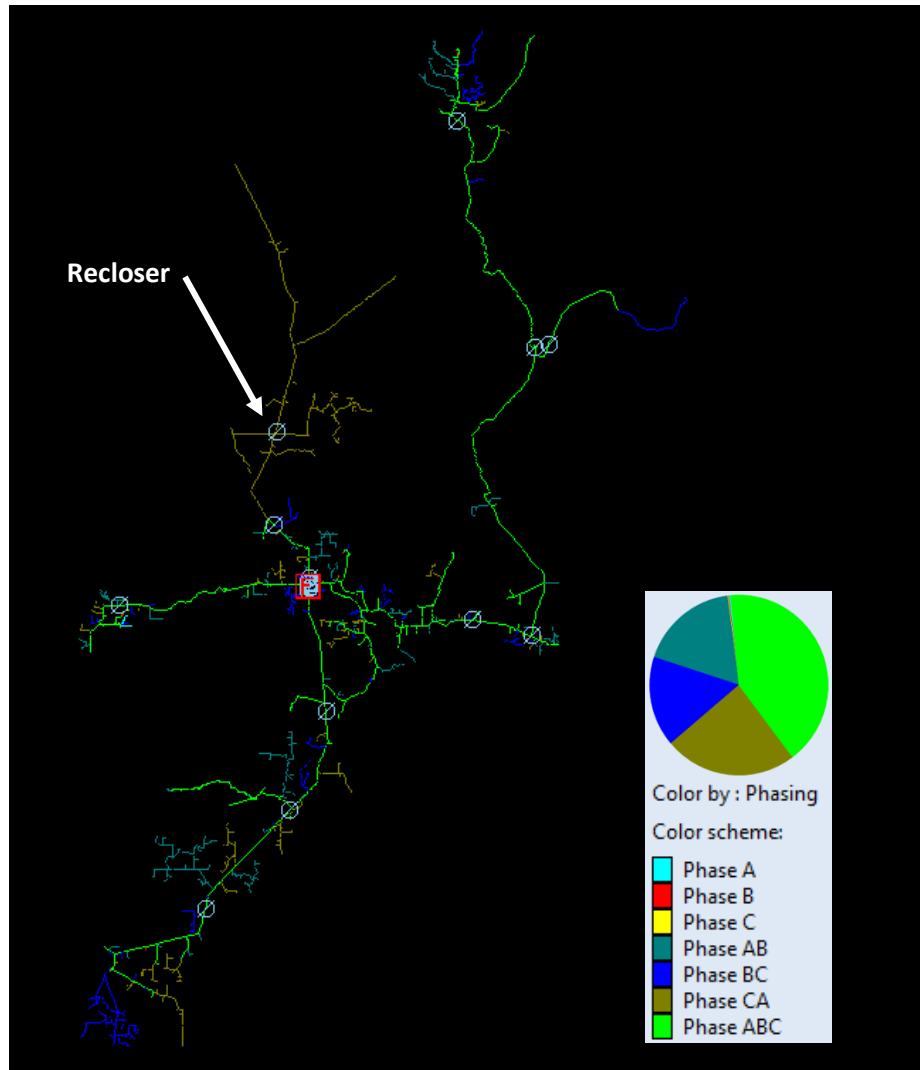 Recloser
Color by : Phasing
Color scheme:
Phase A
Phase B
Phase C
Phase AB
Phase BC
Phase CA
Phase ABC